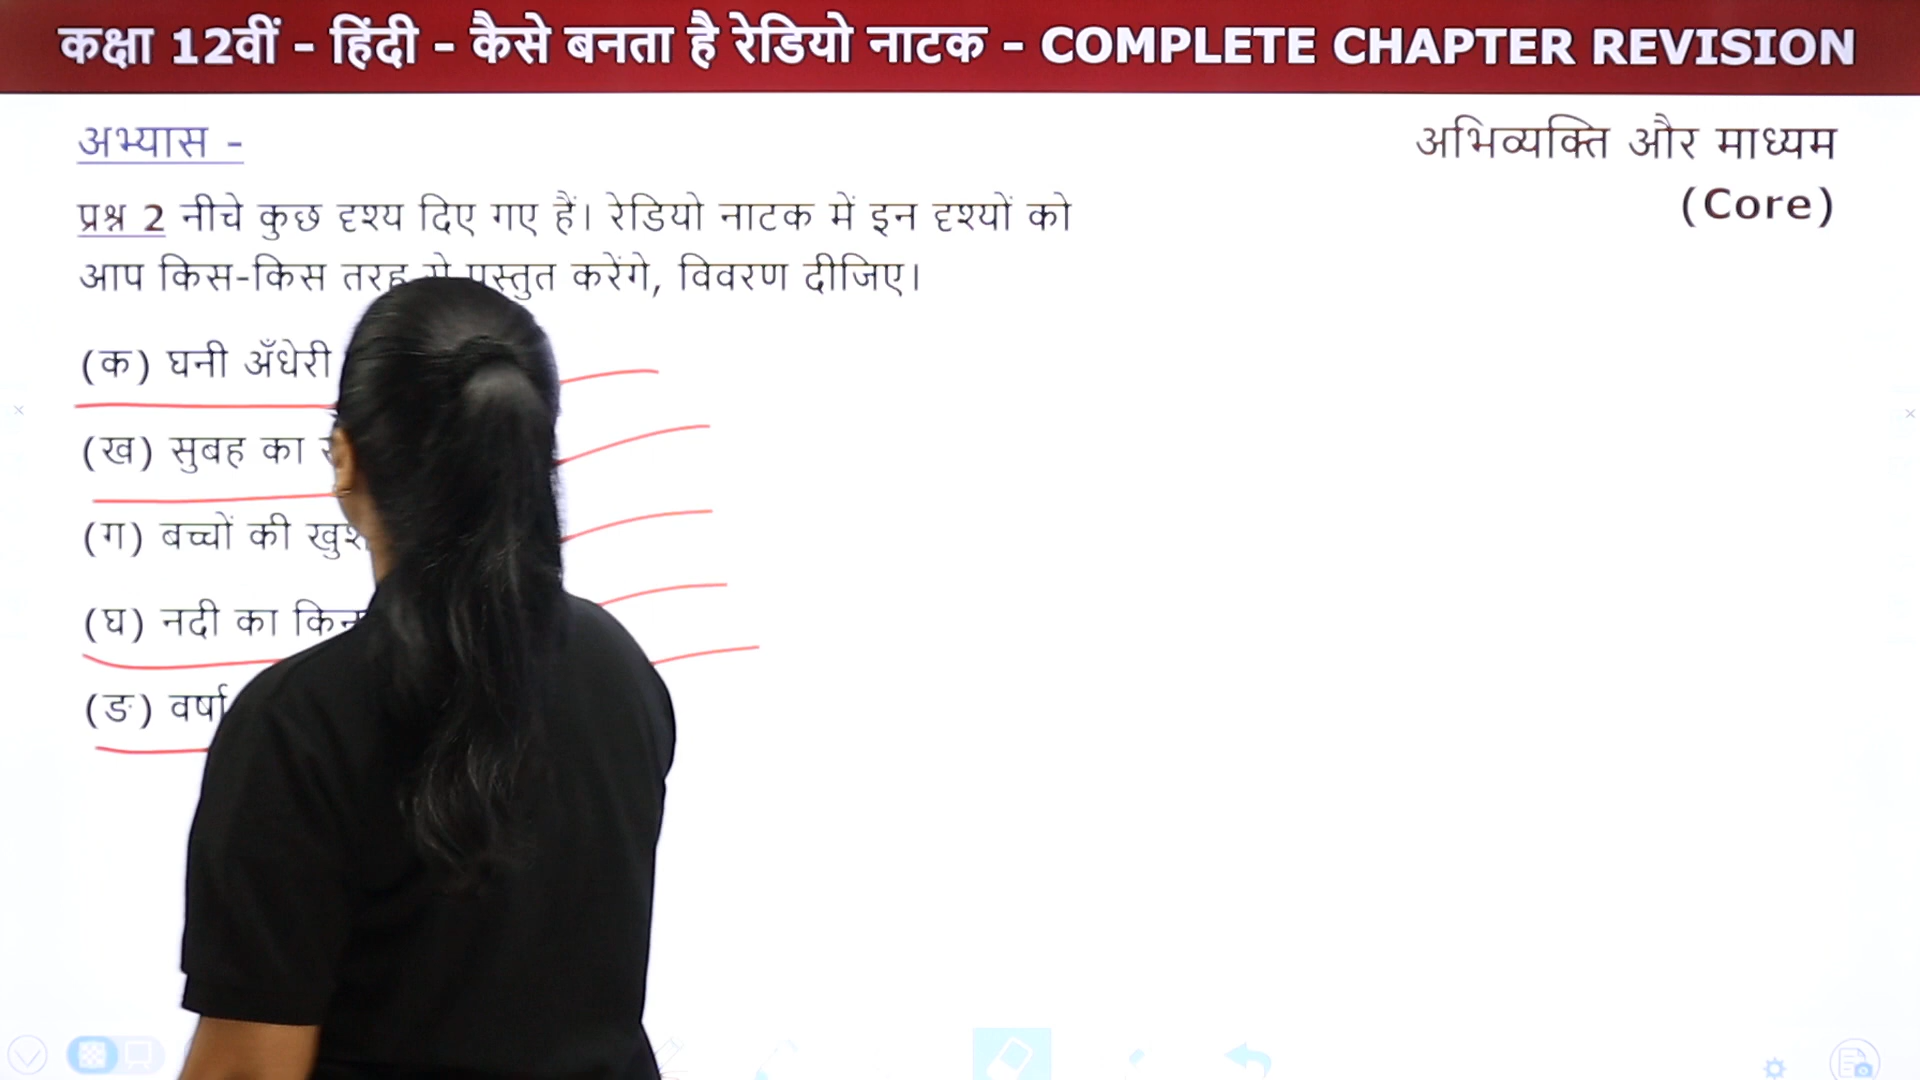 कक्षा 12वीं - हिंदी - कैसे बनता है रेडियो नाटक - COMPLETE CHAPTER REVISION
अभ्यास -
अभिव्यक्ति और माध्यम
(Core)
प्रश्न 2 नीचे कुछ दृश्य दिए गए हैं। रेडियो नाटक में इन दृश्यों को
आप किस-किस तरह से प्रस्तुत करेंगे, विवरण दीजिए।
(क) घनी अँधेरी
(ख) सुबह का
(ग) बच्चों की
(घ) नदी का
(ङ) वर्षा